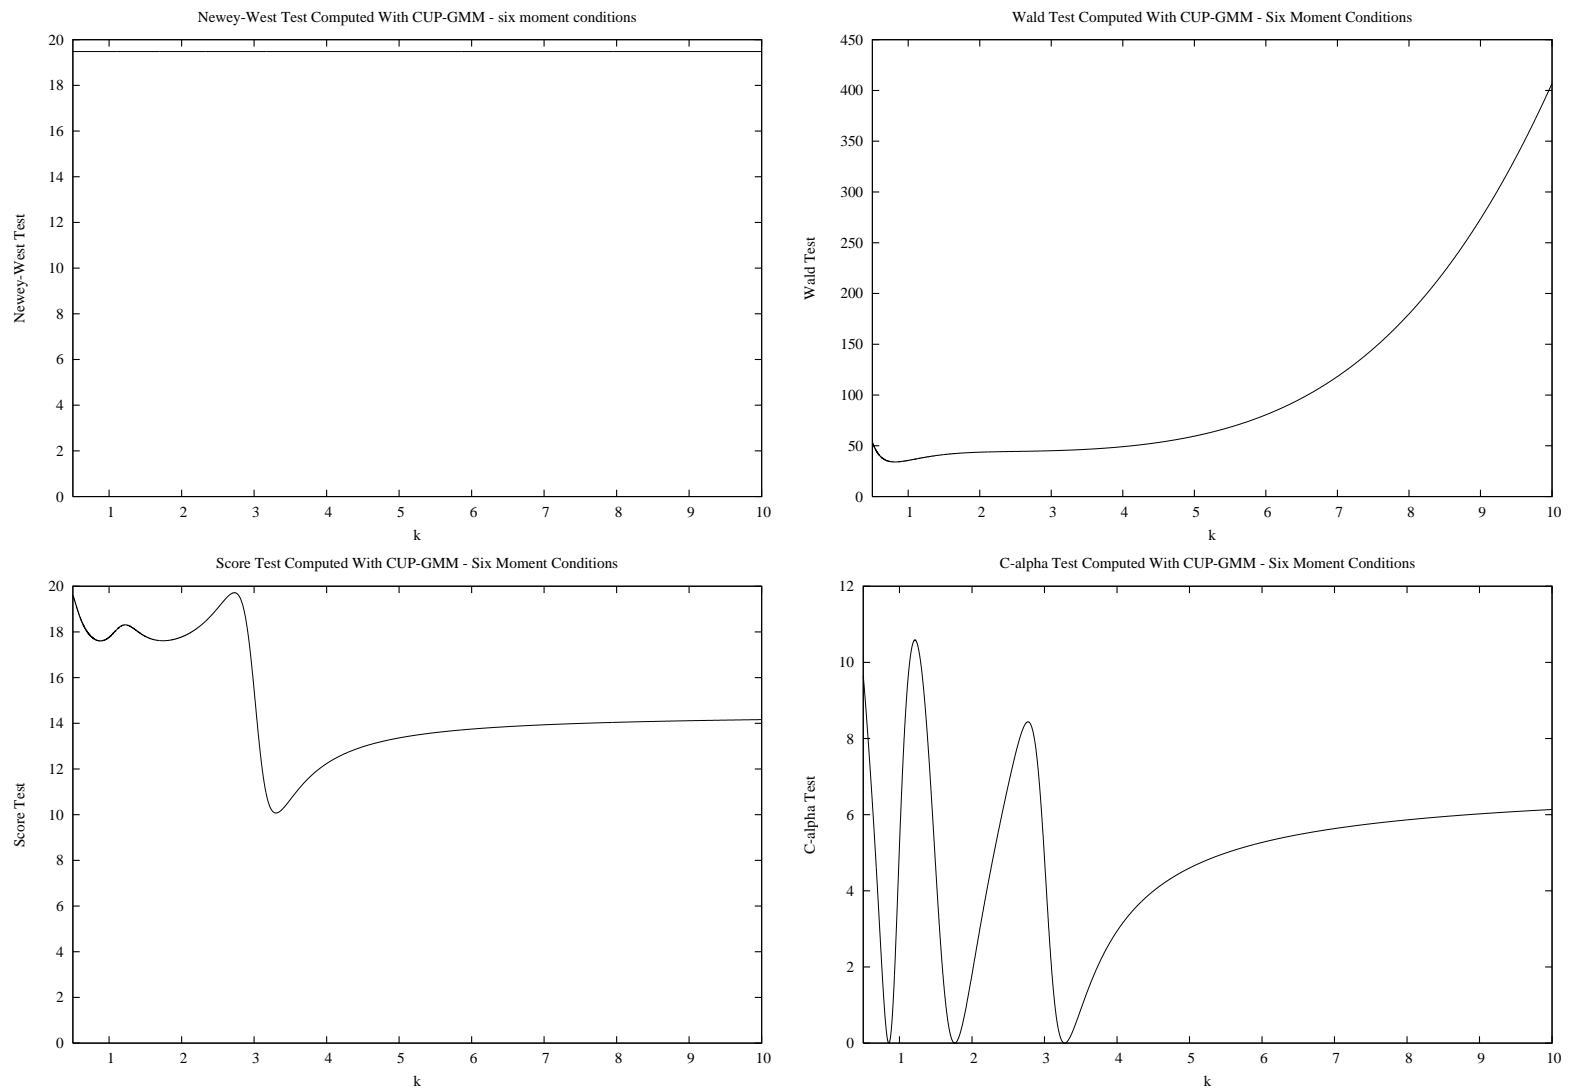 Newey-West Test Computed With CUP-GMM - six moment conditions
20
18
16
14
12
10
8
6
4
2
0
Newey-West Test
1 2 3 4 5 6 7 8 9 10
k
Wald Test Computed With CUP-GMM - Six Moment Conditions
450
400
350
300
250
200
150
100
50
0
Wald Test
1 2 3 4 5 6 7 8 9 10
k
Score Test Computed With CUP-GMM - Six Moment Conditions
20
18
16
14
12
10
8
6
4
2
0
Score Test
1 2 3 4 5 6 7 8 9 10
k
C-alpha Test Computed With CUP-GMM - Six Moment Conditions
12
10
8
6
4
2
0
C-alpha Test
1 2 3 4 5 6 7 8 9 10
k